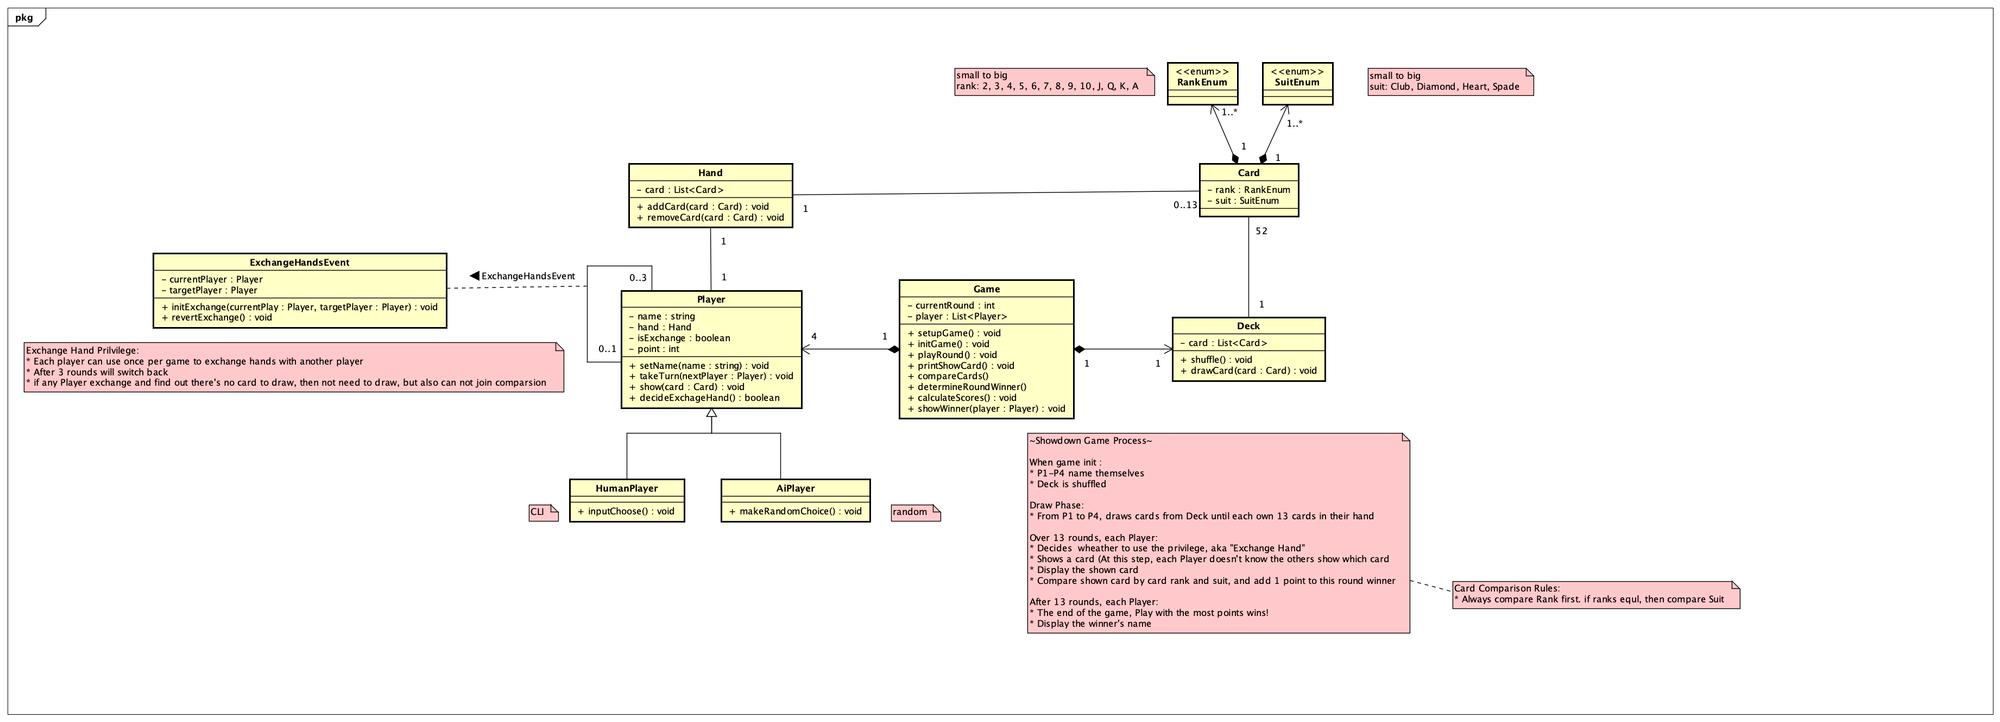 pkg
small to big
rank: 2, 3, 4, 5, 6, 7, 8, 9, 10, J, Q, K, A
<<enum>>
RankEnum
<<enum>>
SuitEnum
small to big
suit: Club, Diamond, Heart, Spade
1..*
1..*
1
1
Hand
- card : List<Card>
+ addCard(card : Card) : void
+ removeCard(card : Card) : void
1
0..13
Card
- rank : RankEnum
- suit : SuitEnum
52
1
1
1
ExchangeHandsEvent
- currentPlayer : Player
- targetPlayer : Player
+ initExchange(currentPlay : Player, targetPlayer : Player) : void
+ revertExchange() : void
ExchangeHandsEvent
0..3
0..1
Exchange Hand Prilvilege:
* Each player can use once per game to exchange hands with another player
* After 3 rounds will switch back
* if any Player exchange and find out there's no card to draw, then not need to draw, but also can not join comparsion
Player
- name : string
- hand : Hand
- isExchange : boolean
- point : int
+ setName(name : string) : void
+ takeTurn(nextPlayer : Player) : void
+ show(card : Card) : void
+ decideExchageHand() : boolean
4
1
Game
- currentRound : int
- player : List<Player>
+ setupGame() : void
+ initGame() : void
+ playRound() : void
+ printShowCard() : void
+ compareCards()
+ determineRoundWinner()
+ calculateScores() : void
+ showWinner(player : Player) : void
1
1
Deck
- card : List<Card>
+ shuffle() : void
+ drawCard(card : Card) : void
CLI
HumanPlayer
+ inputChoose() : void
AiPlayer
+ makeRandomChoice() : void
random
~Showdown Game Process~
When game init :
* P1-P4 name themselves
* Deck is shuffled
Draw Phase:
* From P1 to P4, draws cards from Deck until each own 13 cards in their hand
Over 13 rounds, each Player:
* Decides  wheather to use the privilege, aka "Exchange Hand"
* Shows a card (At this step, each Player doesn't know the others show which card
* Display the shown card
* Compare shown card by card rank and suit, and add 1 point to this round winner
After 13 rounds, each Player:
* The end of the game, Play with the most points wins!
* Display the winner's name
Card Comparison Rules:
* Always compare Rank first. if ranks equl, then compare Suit